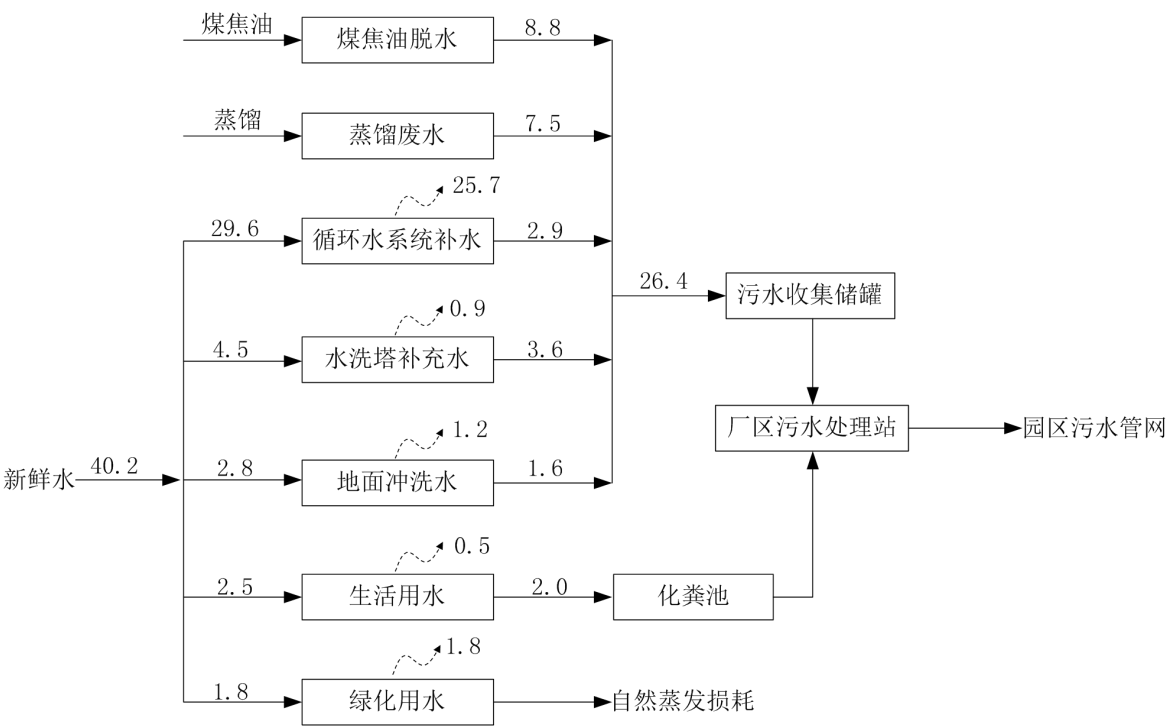 煤焦油
煤焦油脱水
8.8
蒸馏
蒸馏废水
7.5
25.7
29.6
循环水系统补水
2.9
26.4
污水收集储罐
0.9
4.5
水洗塔补充水
3.6
厂区污水处理站
园区污水管网
1.2
新鲜水
40.2
2.8
地面冲洗水
1.6
0.5
2.5
生活用水
2.0
化粪池
1.8
1.8
绿化用水
自然蒸发损耗